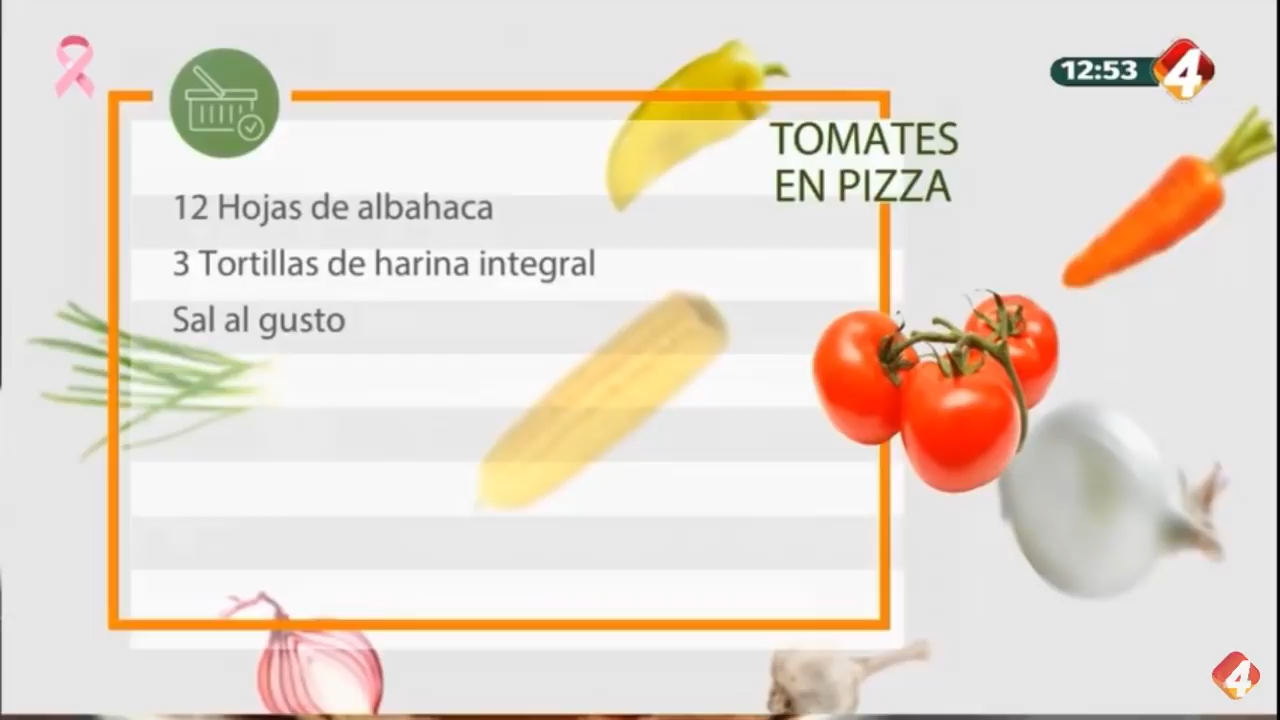 12:53
4
TOMATES
EN PIZZA
12 Hojas de albahaca
3 Tortillas de harina integral
Sal al gusto
4